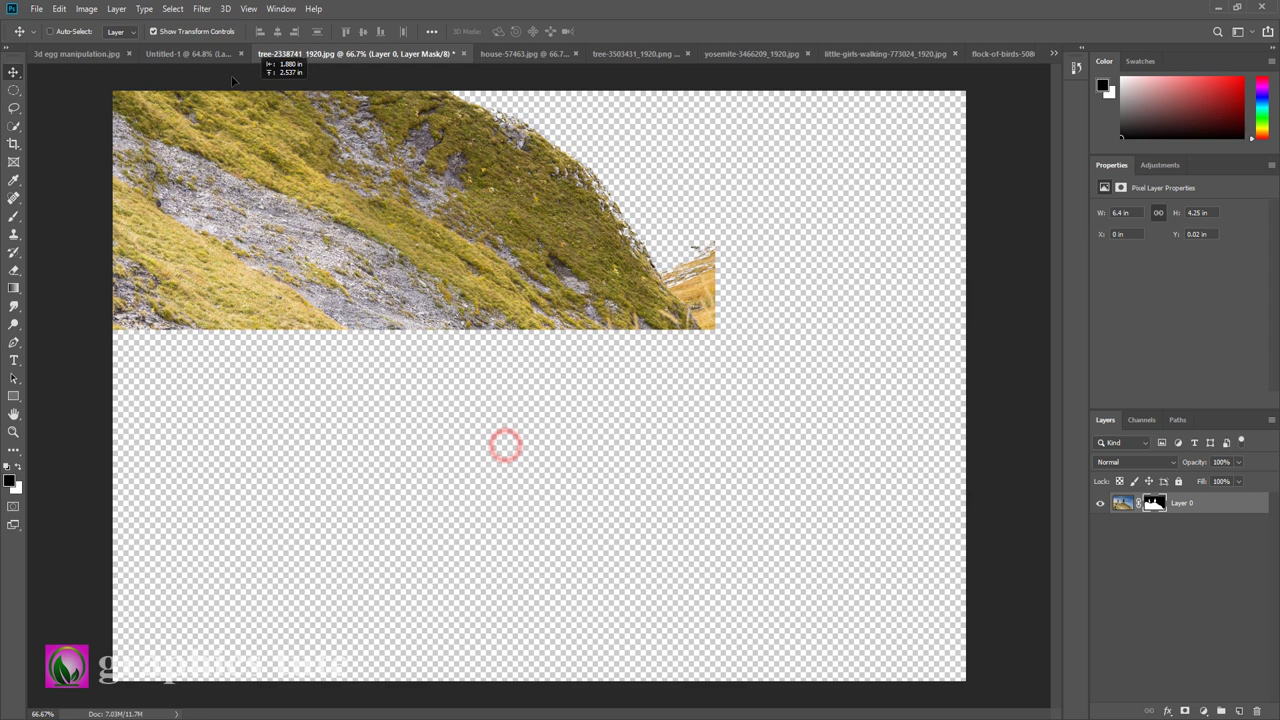 File Edit Image Layer Type Select Filter 3D View Window Help
Auto-Select: Layer Show Transform Controls 3D Mode:
3d egg manipulation.jpg Untitled-1 @ 64.8% (La... tree-2338741_1920.jpg @ 66.7% (Layer 0, Layer Mask/8) * house-57463.jpg @ 66.7... tree-3503431_1920.png ... yosemite-3466209_1920.jpg little-girls-walking-773024_1920.jpg flock-of-birds-508
1.880 in
2.537 in
Color Swatches
Properties Adjustments
Pixel Layer Properties
W: 6.4 in H: 4.25 in
X: 0 in Y: 0.02 in
Layers Channels Paths
Kind
Normal Opacity: 100%
Lock: Fill: 100%
Layer 0
66.67% Doc: 7.03M/11.7M